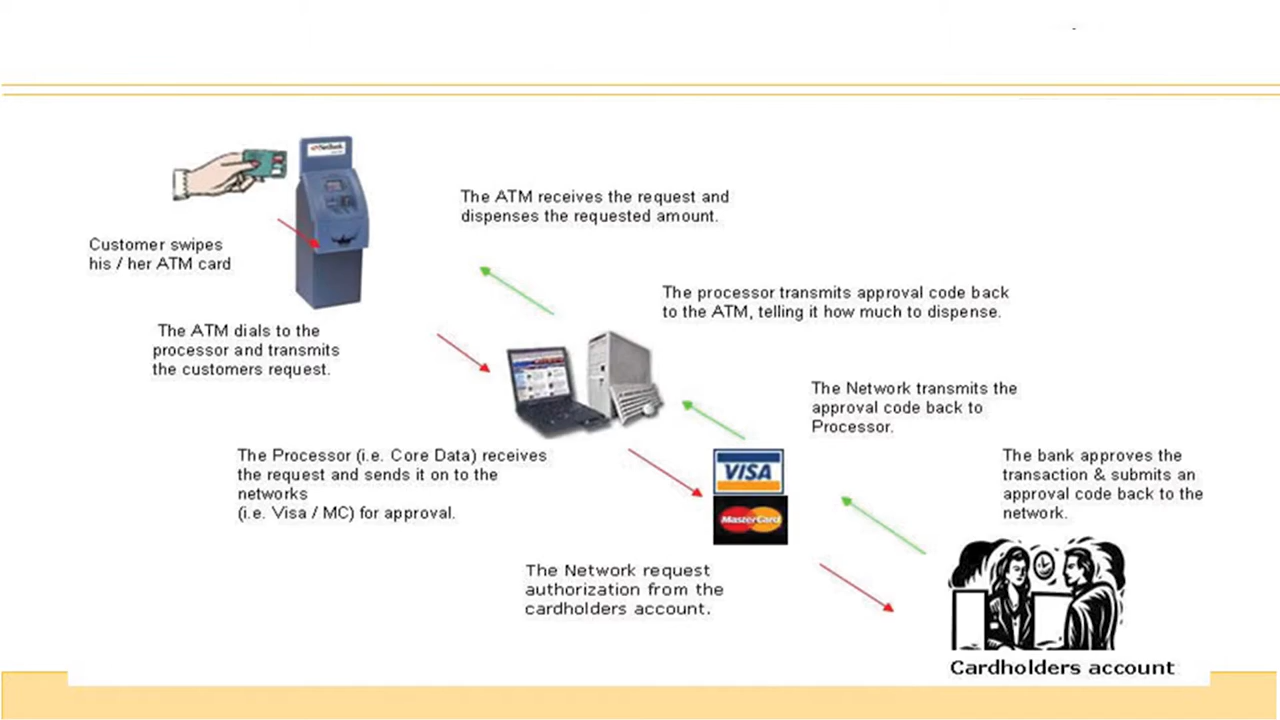 The ATM receives the request and
dispenses the requested amount.
Customer swipes
his / her ATM card
The processor transmits approval code back
to the ATM, telling it how much to dispense.
The ATM dials to the
processor and transmits
the customers request.
The Network transmits the
approval code back to
Processor.
The Processor (i.e. Core Data) receives
the request and sends it on to the
networks
(i.e. Visa / MC) for approval.
VISA
MasterCard
The bank approves the
transaction & submits an
approval code back to the
network.
The Network request
authorization from the
cardholders account.
Cardholders account